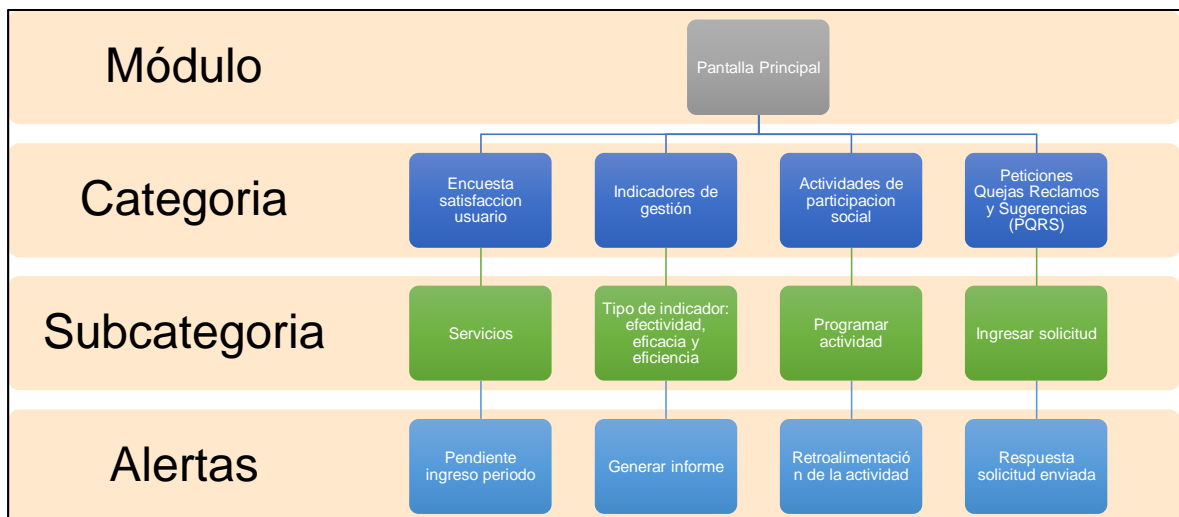 Módulo
Pantalla Principal
Categoria
Encuesta
satisfaccion
usuario
Indicadores de
gestión
Actividades de
participacion
social
Peticiones
Quejas Reclamos
y Sugerencias
(PQRS)
Subcategoria
Servicios
Tipo de indicador:
efectividad,
eficacia y
eficiencia
Programar
actividad
Ingresar solicitud
Alertas
Pendiente
ingreso periodo
Generar informe
Retroalimentació
n de la actividad
Respuesta
solicitud enviada